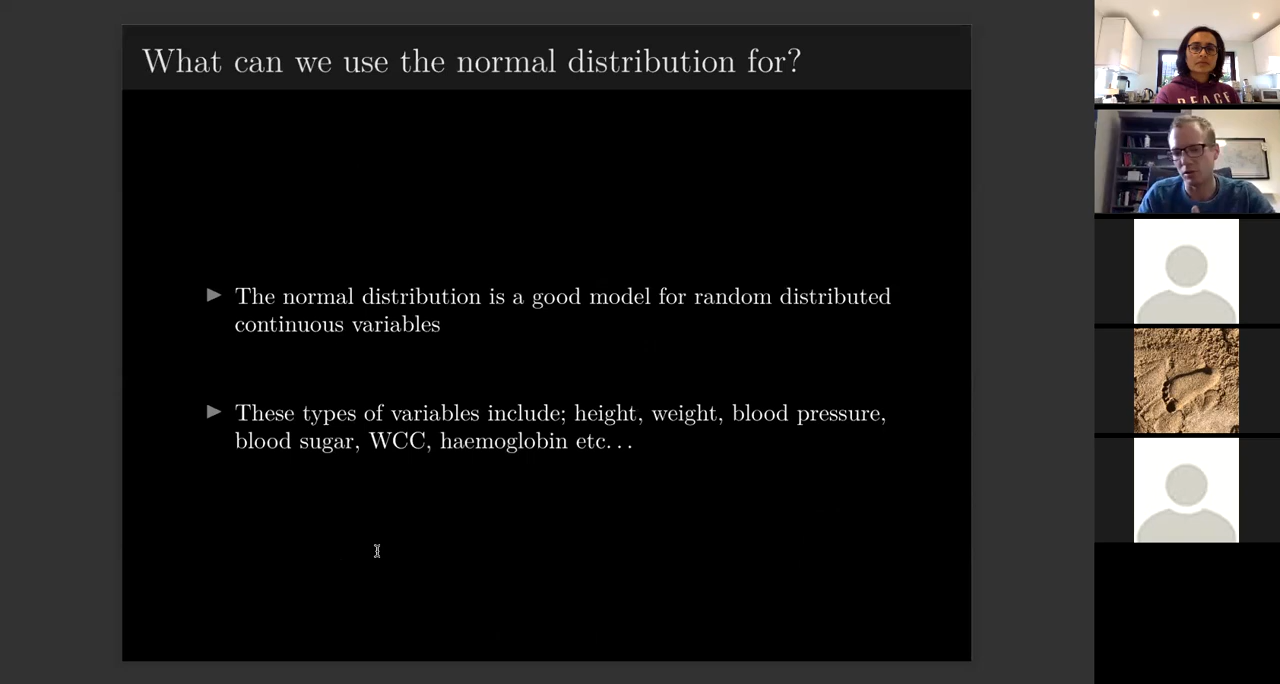 What can we use the normal distribution for?
▶ The normal distribution is a good model for random distributed
continuous variables
▶ These types of variables include; height, weight, blood pressure,
blood sugar, WCC, haemoglobin etc...
PEACE